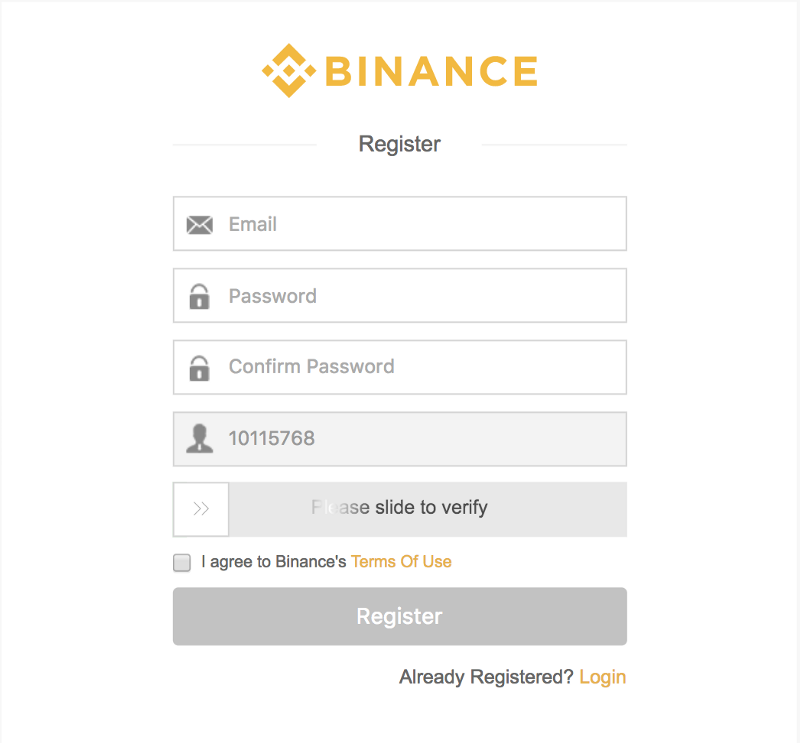 BINANCE
Register
Email
Password
Confirm Password
10115768
Please slide to verify
I agree to Binance's Terms Of Use
Register
Already Registered? Login